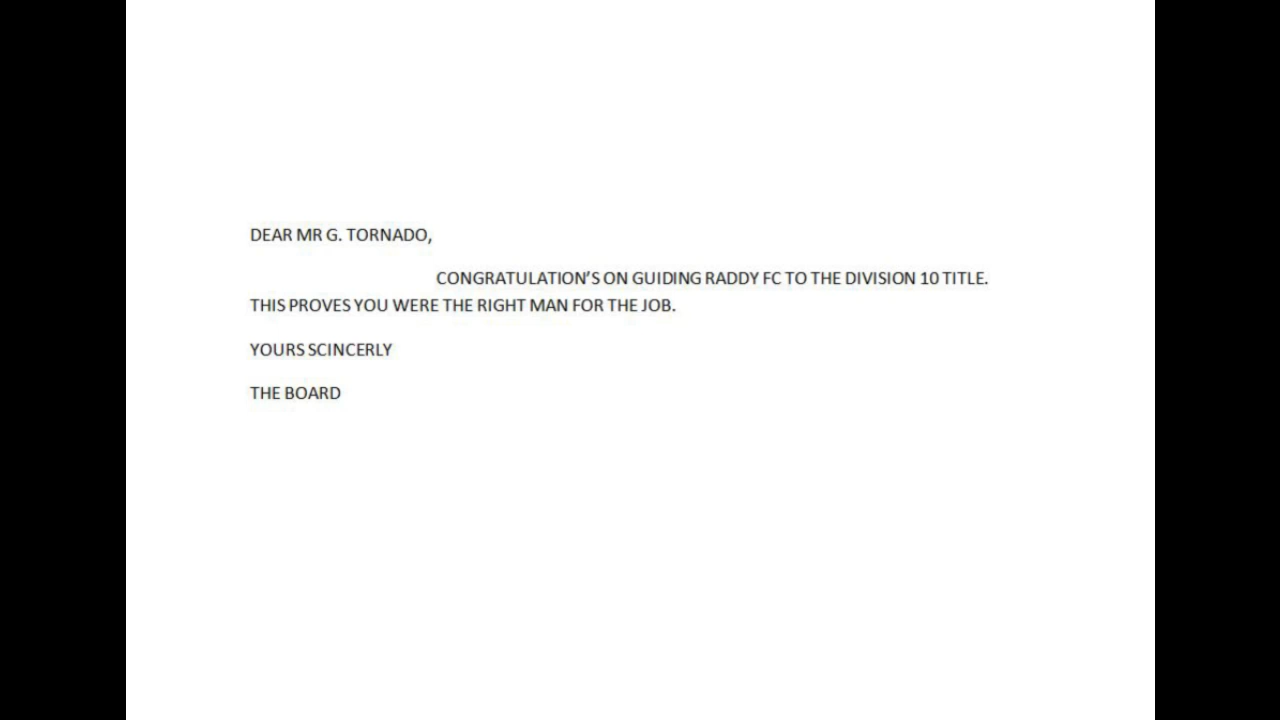 DEAR MR G. TORNADO,
CONGRATULATION’S ON GUIDING RADDY FC TO THE DIVISION 10 TITLE.
THIS PROVES YOU WERE THE RIGHT MAN FOR THE JOB.
YOURS SCINCERLY
THE BOARD